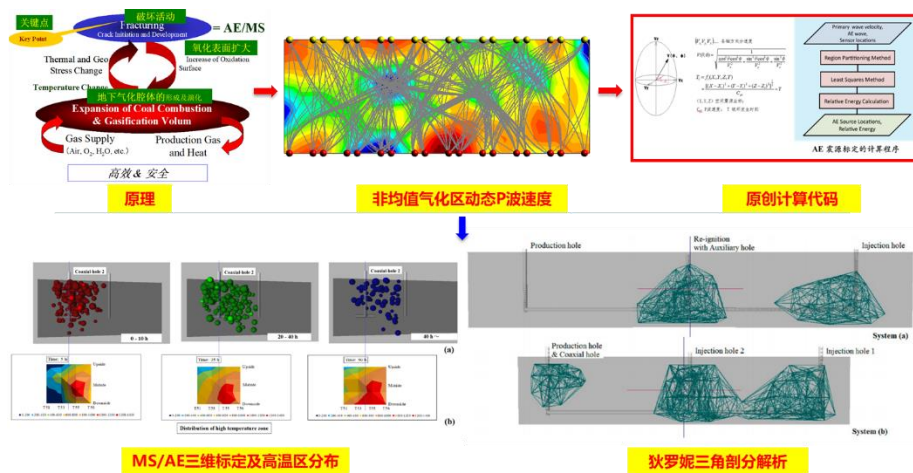 关键点
Key Point
破坏活动
Fracturing
Crack Initiation and Development
= AE/MS
氧化表面扩大
Increase of Oxidation
Surface
Thermal and Geo
Stress Change
Temperature Change
地下气化腔体的形成及演化
Expansion of Coal Combustion
& Gasification Volum
Gas Supply
(Air, O₂, H₂O, etc.)
Production Gas
and Heat
高效 & 安全
原理
非均值气化区动态P波速度
Primary wave velocity,
AE wave,
Sensor locations
Region Partitioning Method
Least Squares Method
Relative Energy Calculation
AE Source Locations,
Relative Energy
AE 震源标定的计算程序
原创计算代码
Coaxial hole 2
0 - 10 h
Coaxial hole 2
20 - 40 h
Coaxial hole 2
40 h ～
(a)
Upside
Downside
Upside
Downside
Upside
Downside
(b)
Distribution of high temperature zone
MS/AE三维标定及高温区分布
Production hole
Re-ignition
with Auxiliary hole
Injection hole
System (a)
Production hole
& Coaxial hole
Injection hole 2
Injection hole 1
System (b)
狄罗妮三角剖分解析